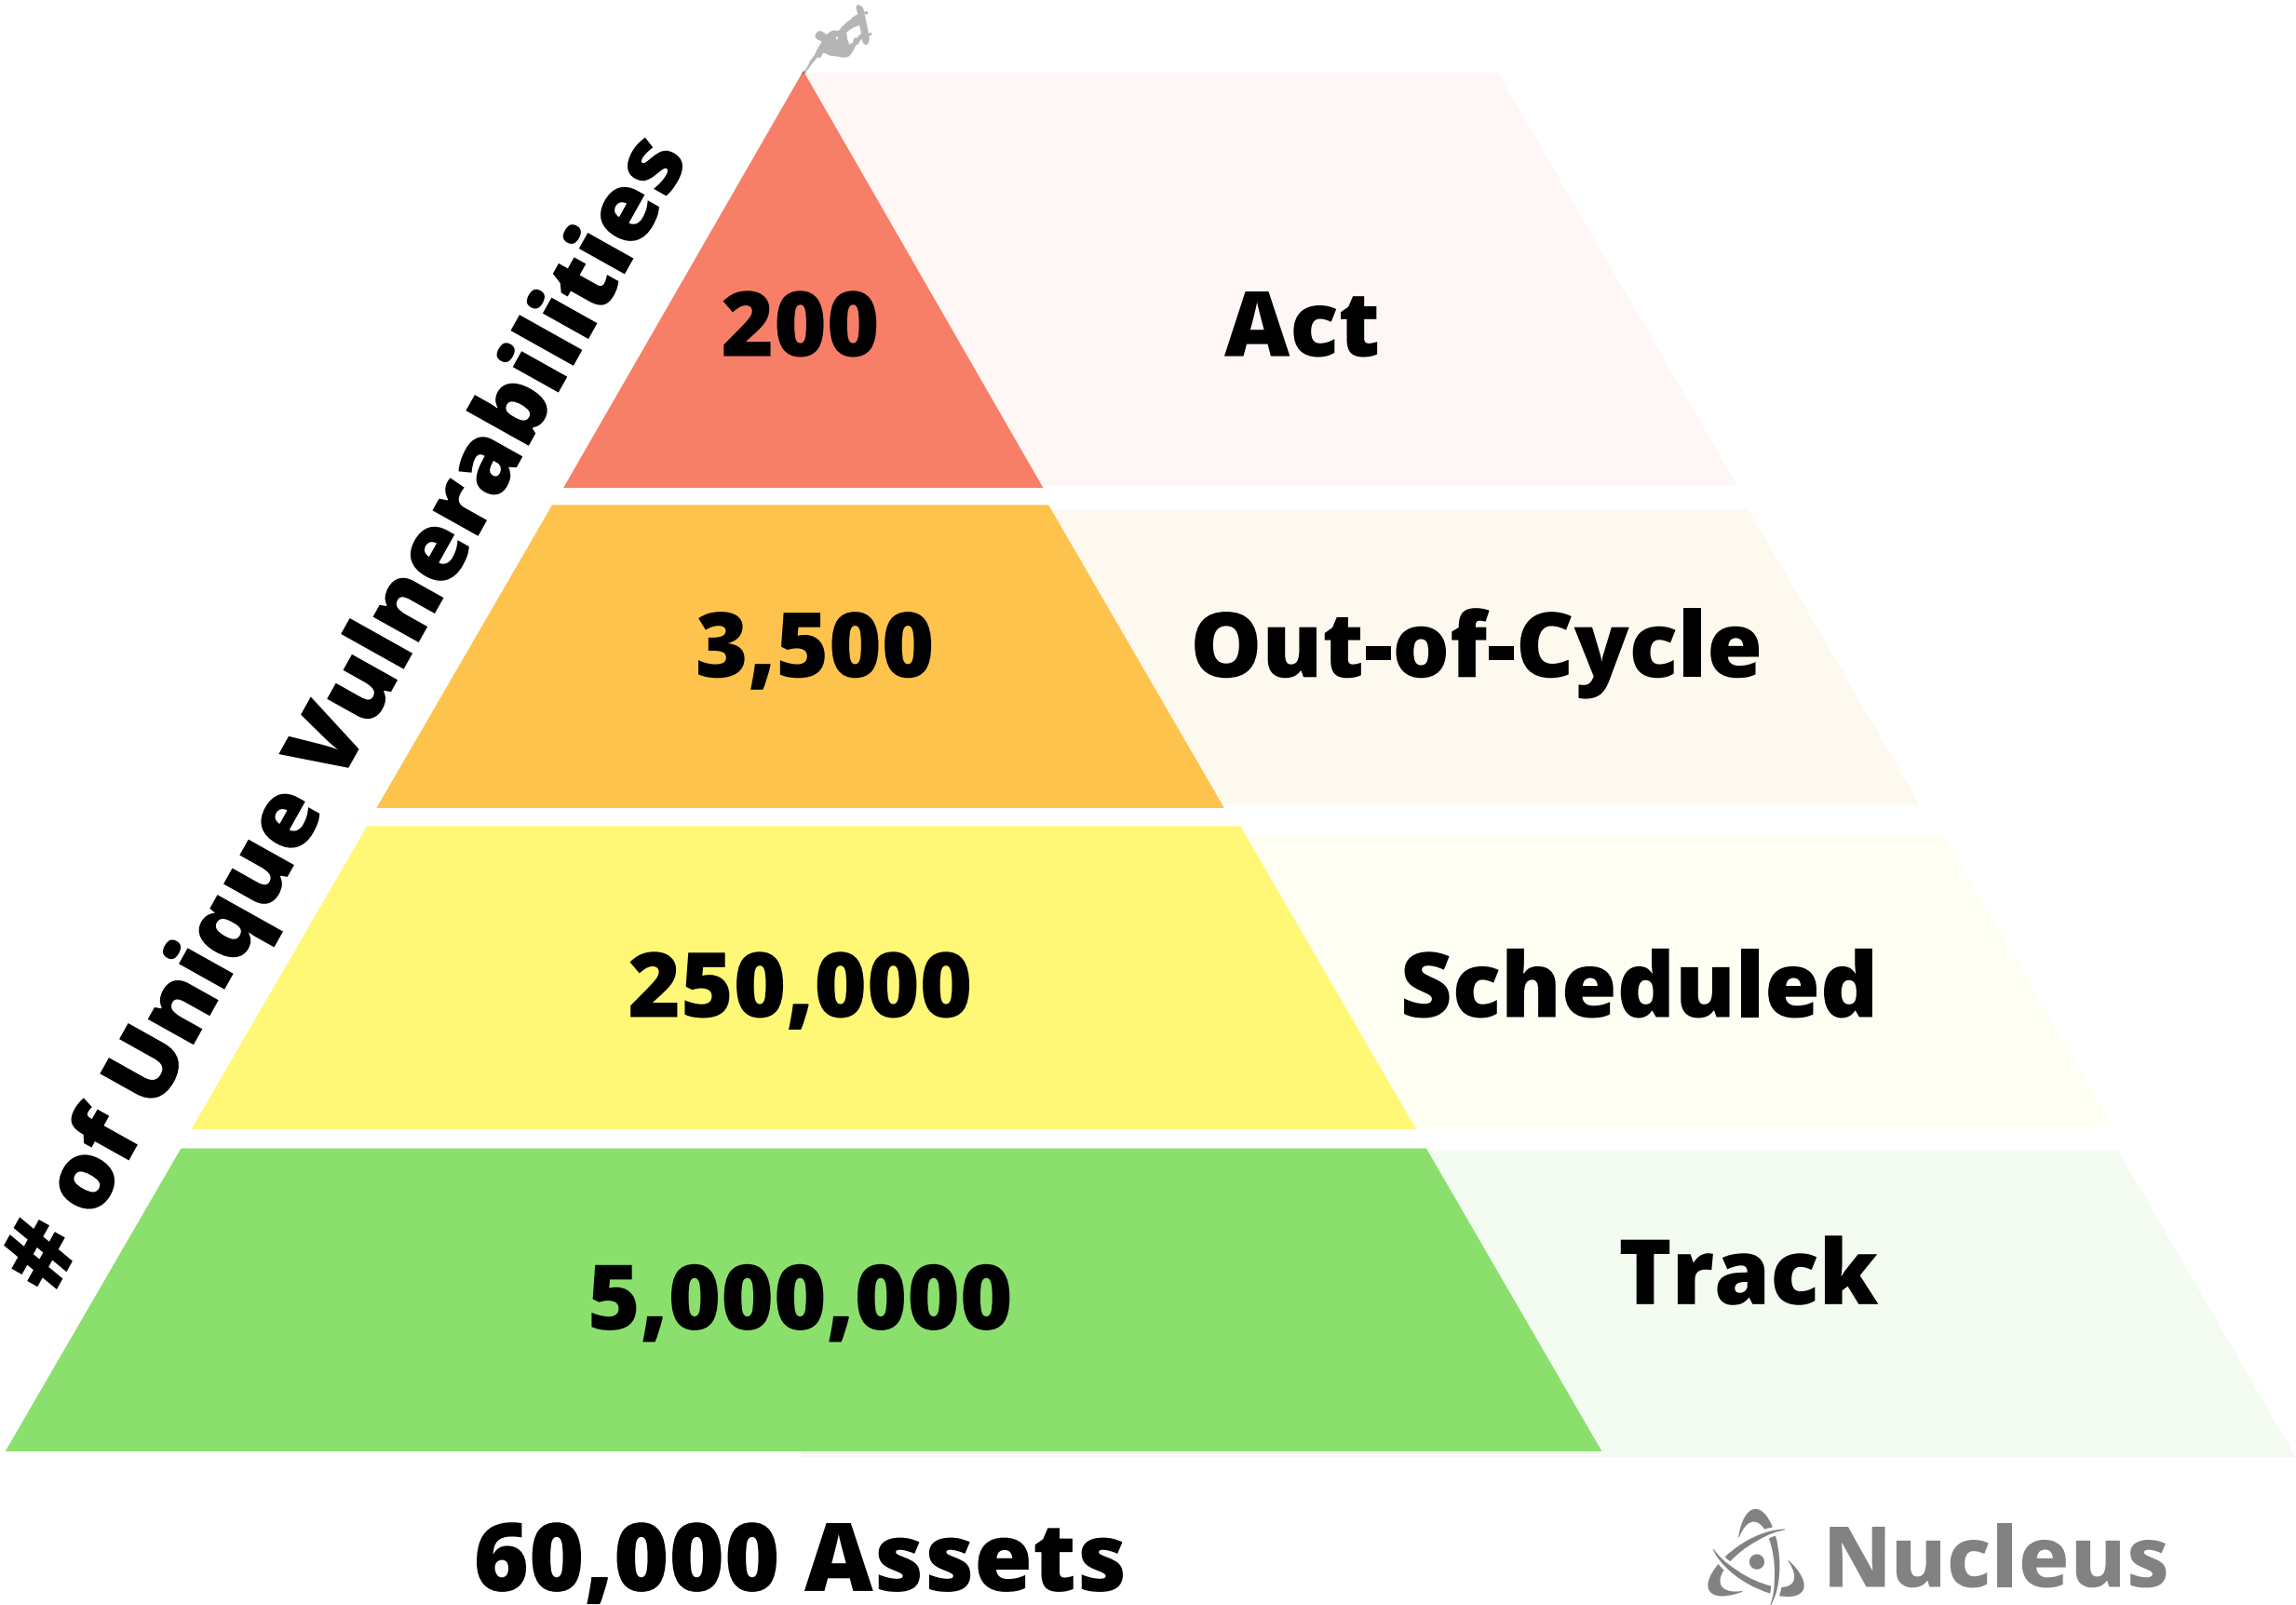 # of Unique Vulnerabilities
200
Act
3,500
Out-of-Cycle
250,000
Scheduled
5,000,000
Track
60,000 Assets
Nucleus